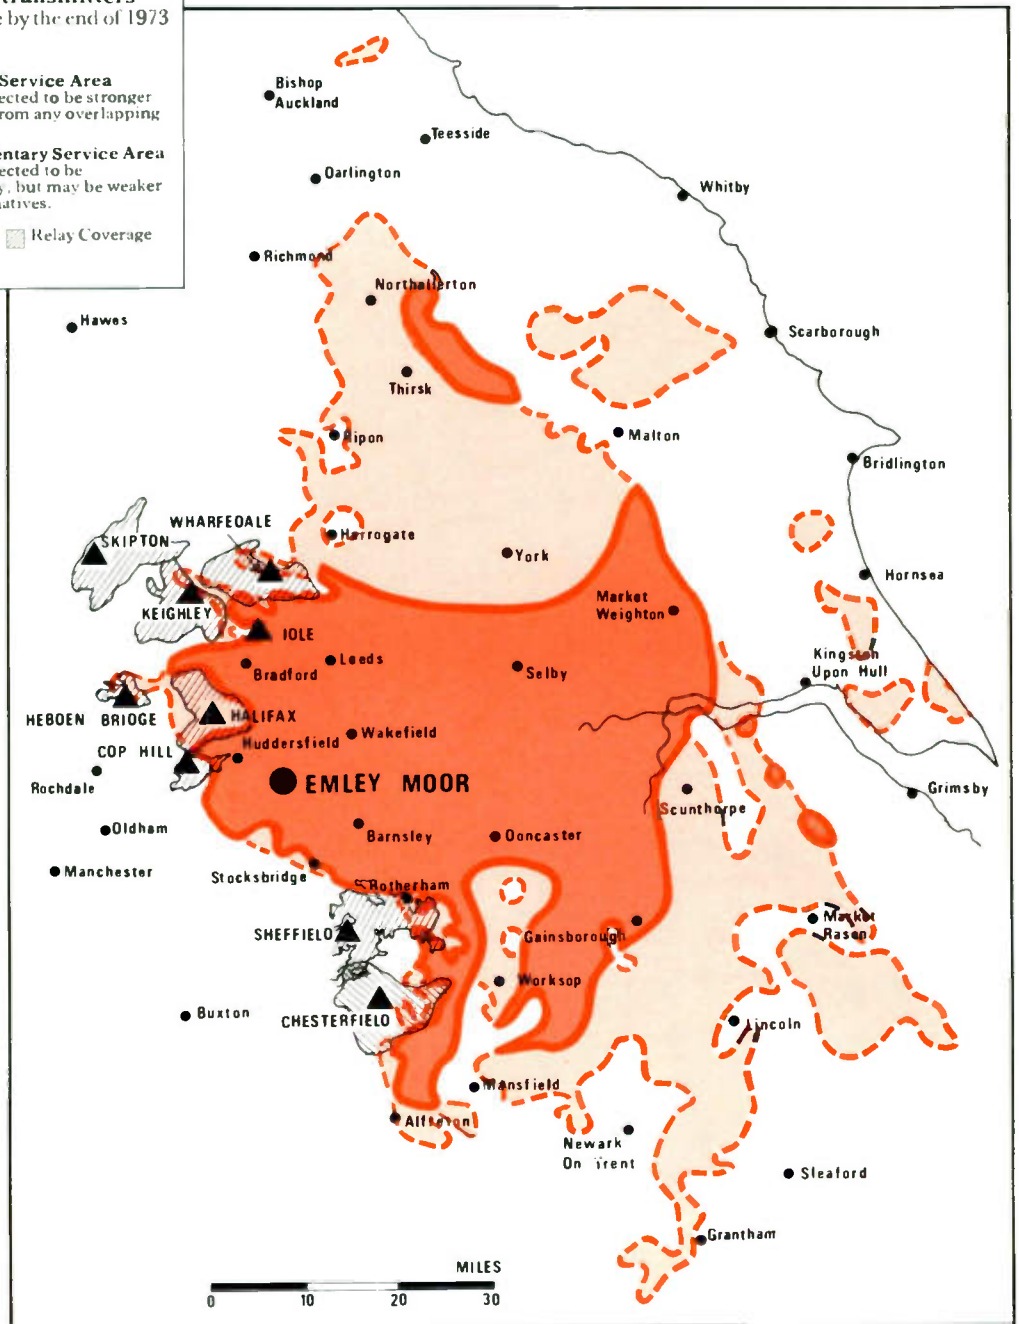 e by the end of 1973
Service Area
ected to be stronger
rom any overlapping
entary Service Area
ected to be
y, but may be weaker
natives.
Relay Coverage
Bishop
Auckland
Teesside
Darlington
Whitby
Richmond
Northallerton
Hawes
Scarborough
Thirsk
Ripon
Malton
Bridlington
WHARFEDALE
SKIPTON
Harrogate
York
Hornsea
KEIGHLEY
Market
Weighton
IDLE
Kingston
Upon Hull
Bradford
Leeds
Selby
HEBDEN BRIDGE
HALIFAX
COP HILL
Huddersfield
Wakefield
Rochdale
EMLEY MOOR
Scunthorpe
Grimsby
Oldham
Barnsley
Doncaster
Manchester
Stocksbridge
Rotherham
SHEFFIELD
Gainsborough
Market
Rasen
Worksop
Buxton
CHESTERFIELD
Lincoln
Mansfield
Alfreton
Newark
On Trent
Sleaford
Grantham
MILES
0 10 20 30